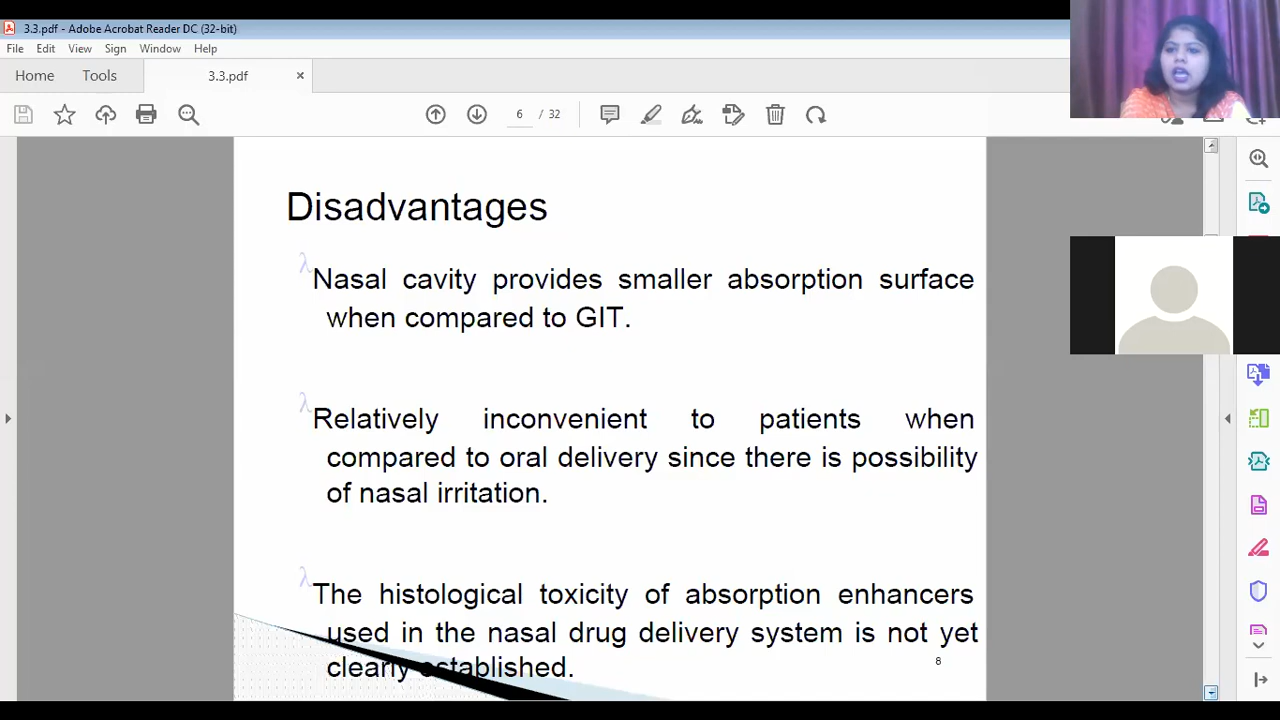 3.3.pdf - Adobe Acrobat Reader DC (32-bit)
File Edit View Sign Window Help
Home Tools 3.3.pdf ×
6 / 32
Disadvantages
λ Nasal cavity provides smaller absorption surface
when compared to GIT.
λ Relatively inconvenient to patients when
compared to oral delivery since there is possibility
of nasal irritation.
λ The histological toxicity of absorption enhancers
used in the nasal drug delivery system is not yet
clearly established.
8